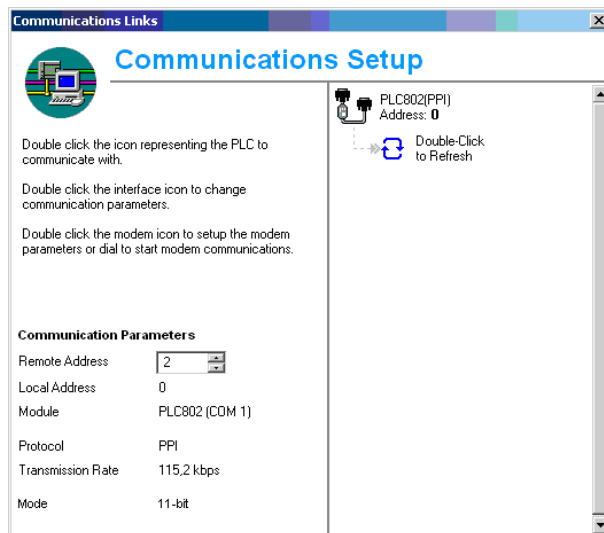 Communications Links
Communications Setup
Double click the icon representing the PLC to
communicate with.
Double click the interface icon to change
communication parameters.
Double click the modem icon to setup the modem
parameters or dial to start modem communications.
Communication Parameters
Remote Address 2
Local Address 0
Module PLC802 (COM 1)
Protocol PPI
Transmission Rate 115,2 kbps
Mode 11-bit
PLC802(PPI)
Address: 0
Double-Click
to Refresh